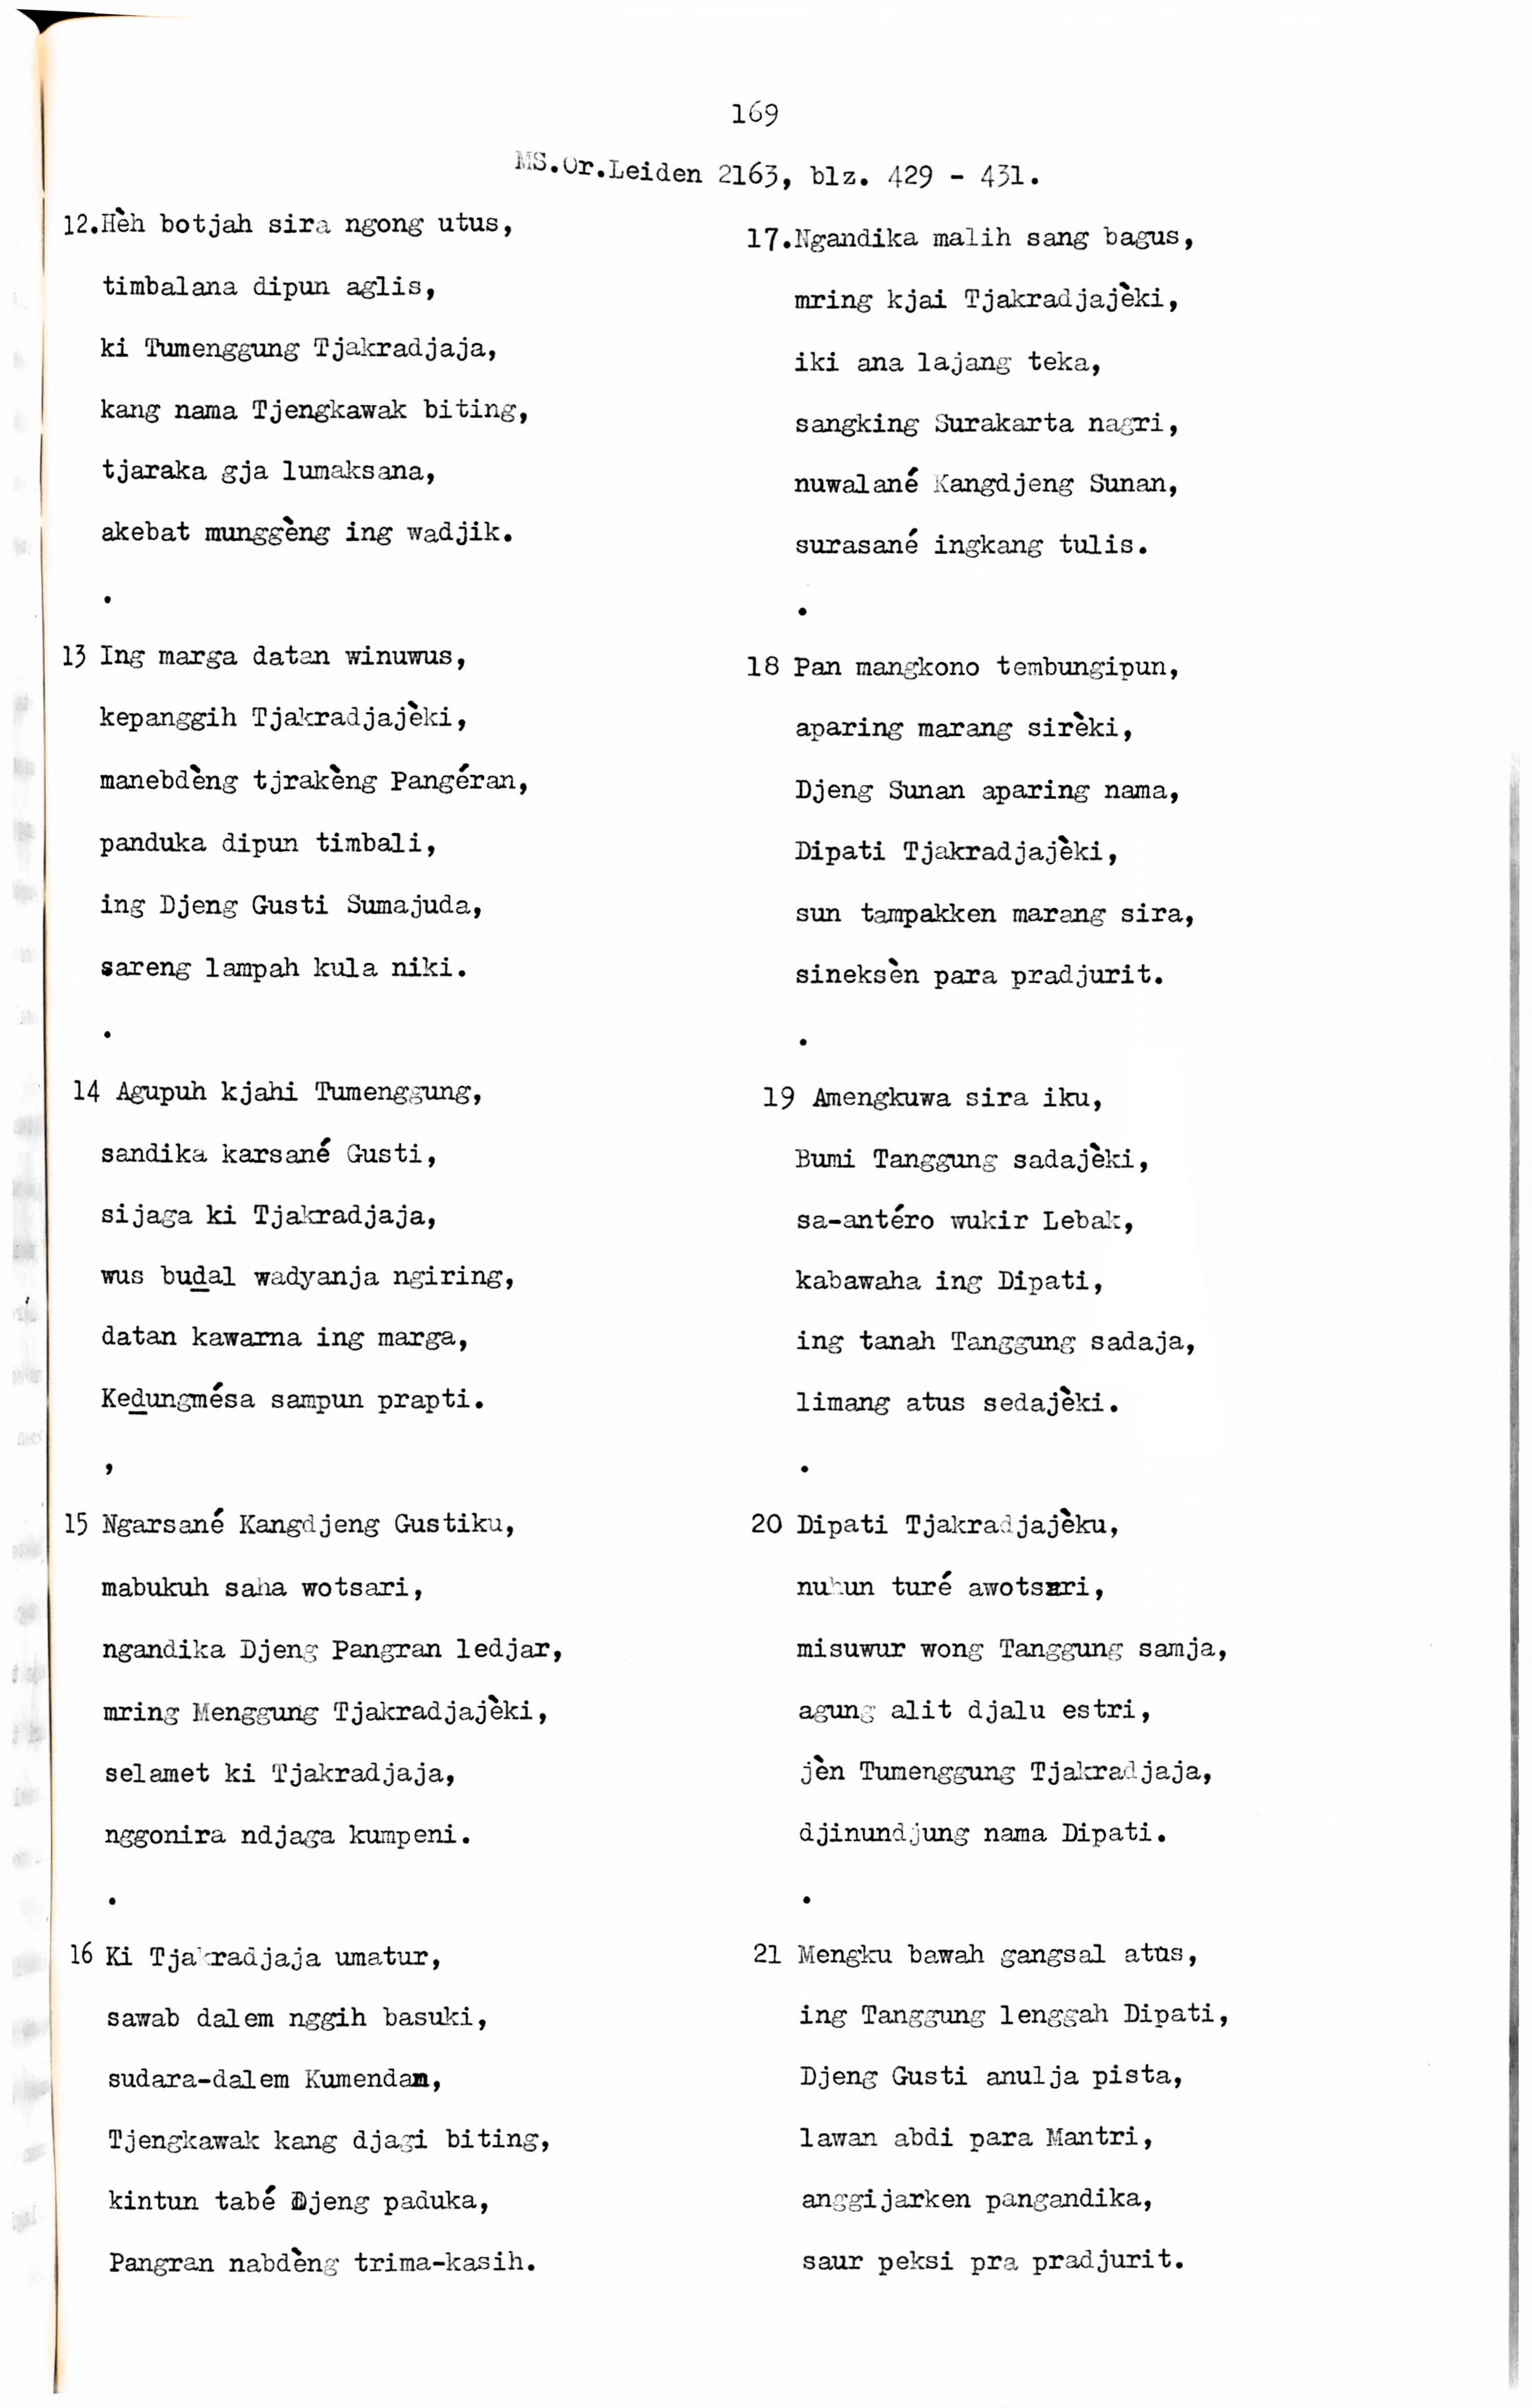 169
MS.Or.Leiden 2163, blz. 429 - 431.
12.Hèh botjah sira ngong utus,
timbalana dipun aglis,
ki Tumenggung Tjakradjaja,
kang nama Tjengkawak biting,
tjaraka gja lumaksana,
akebat munggèng ing wadjik.
.
13 Ing marga datan winuwus,
kepanggih Tjakradjajèki,
manebdèng tjrakèng Pangéran,
panduka dipun timbali,
ing Djeng Gusti Sumajuda,
sareng lampah kula niki.
.
14 Agupuh kjahi Tumenggung,
sandika karsané Gusti,
sijaga ki Tjakradjaja,
wus buḏal wadyanja ngiring,
datan kawarna ing marga,
Keḏungmésa sampun prapti.
,
15 Ngarsané Kangdjeng Gustiku,
mabukuh saha wotsari,
ngandika Djeng Pangran ledjar,
mring Menggung Tjakradjajèki,
selamet ki Tjakradjaja,
nggonira ndjaga kumpeni.
.
16 Ki Tjakradjaja umatur,
sawab dalem nggih basuki,
sudara-dalem Kumendan,
Tjengkawak kang djagi biting,
kintun tabé Djeng paduka,
Pangran nabdèng trima-kasih.
17.Ngandika malih sang bagus,
mring kjai Tjakradjajèki,
iki ana lajang teka,
sangking Surakarta nagri,
nuwalané Kangdjeng Sunan,
surasané ingkang tulis.
.
18 Pan mangkono tembungipun,
aparing marang sirèki,
Djeng Sunan aparing nama,
Dipati Tjakradjajèki,
sun tampakken marang sira,
sineksèn para pradjurit.
.
19 Amengkuwa sira iku,
Bumi Tanggung sadajèki,
sa-antéro wukir Lebak,
kabawaha ing Dipati,
ing tanah Tanggung sadaja,
limang atus sedajèki.
.
20 Dipati Tjakradjajèku,
nuhun turé awotsari,
misuwur wong Tanggung samja,
agung alit djalu estri,
jèn Tumenggung Tjakradjaja,
djinundjung nama Dipati.
.
21 Mengku bawah gangsal atus,
ing Tanggung lenggah Dipati,
Djeng Gusti anulja pista,
lawan abdi para Mantri,
anggijarken pangandika,
saur peksi pra pradjurit.